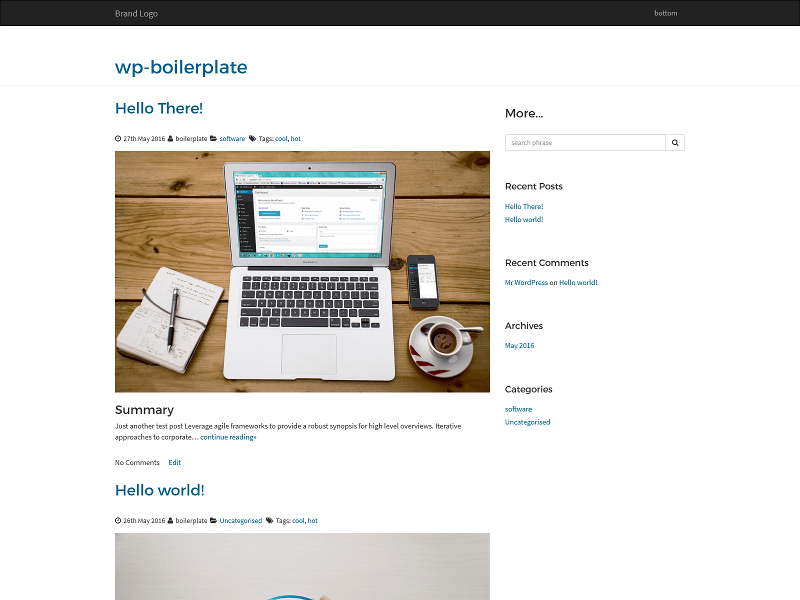 Brand Logo
bottom
wp-boilerplate
Hello There!
27th May 2016 boilerplate software Tags: cool, hot
Summary
Just another test post Leverage agile frameworks to provide a robust synopsis for high level overviews. Iterative
approaches to corporate… continue reading»
No Comments Edit
Hello world!
26th May 2016 boilerplate Uncategorised Tags: cool, hot
More...
search phrase
Recent Posts
Hello There!
Hello world!
Recent Comments
Mr WordPress on Hello world!
Archives
May 2016
Categories
software
Uncategorised